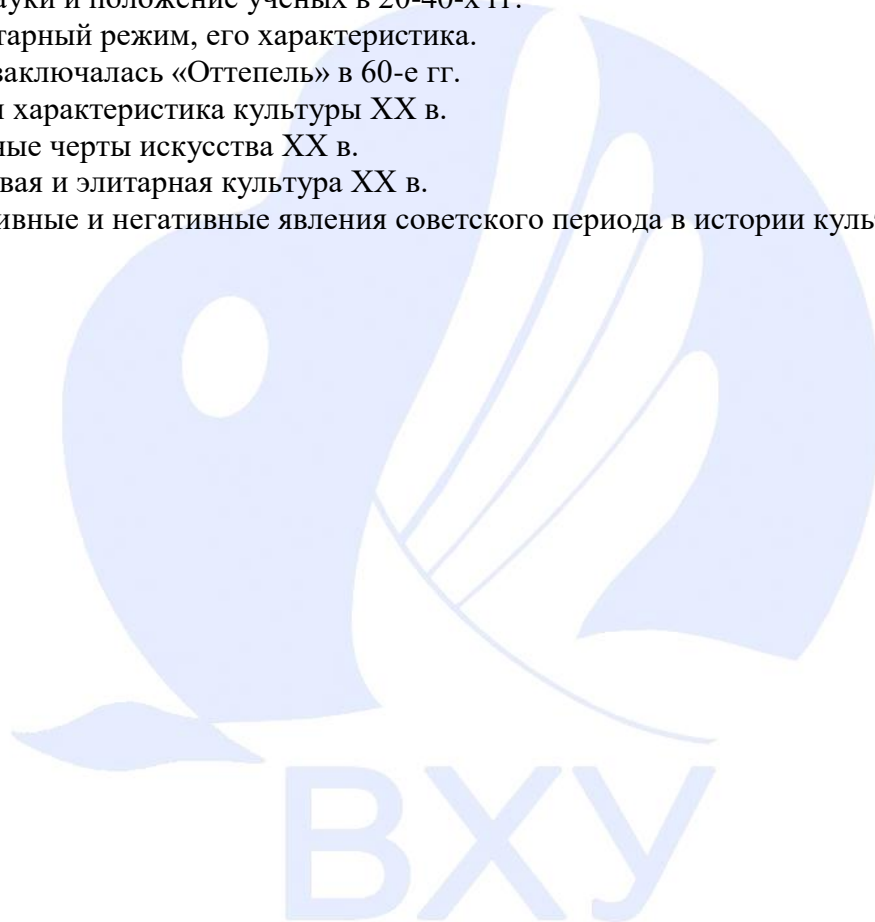 ауки и положение ученых в 20-40-х гг.
тарный режим, его характеристика.
заключалась «Оттепель» в 60-е гг.
я характеристика культуры XX в.
ные черты искусства XX в.
вая и элитарная культура XX в.
ивные и негативные явления советского периода в истории куль
ВХУ